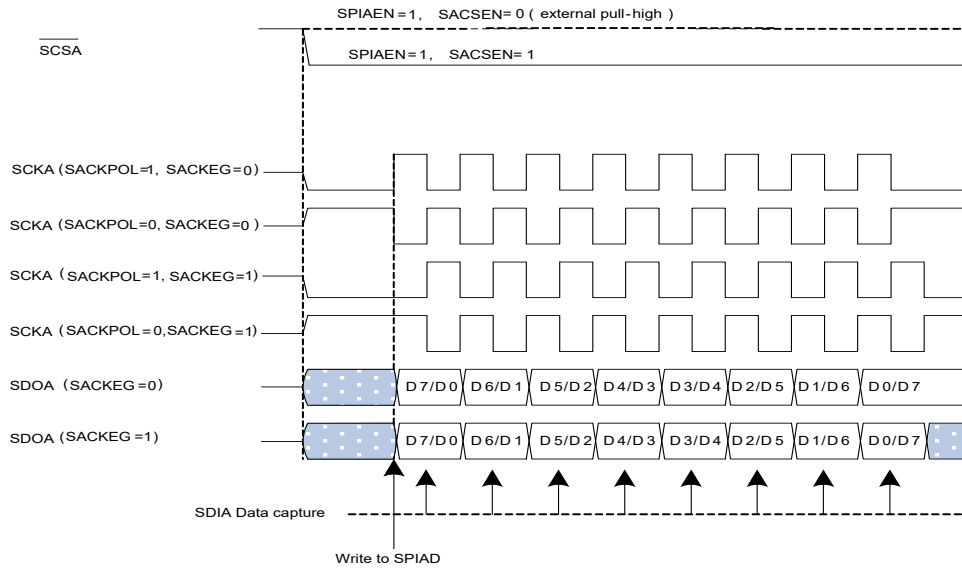 SPIAEN=1, SACSEN=0 (external pull-high)
SCSA
SPIAEN=1, SACSEN=1
SCKA (SACKPOL=1, SACKEG=0)
SCKA (SACKPOL=0, SACKEG=0)
SCKA (SACKPOL=1, SACKEG=1)
SCKA (SACKPOL=0,SACKEG=1)
SDOA (SACKEG=0) D7/D0 D6/D1 D5/D2 D4/D3 D3/D4 D2/D5 D1/D6 D0/D7
SDOA (SACKEG=1) D7/D0 D6/D1 D5/D2 D4/D3 D3/D4 D2/D5 D1/D6 D0/D7
SDIA Data capture
Write to SPIAD